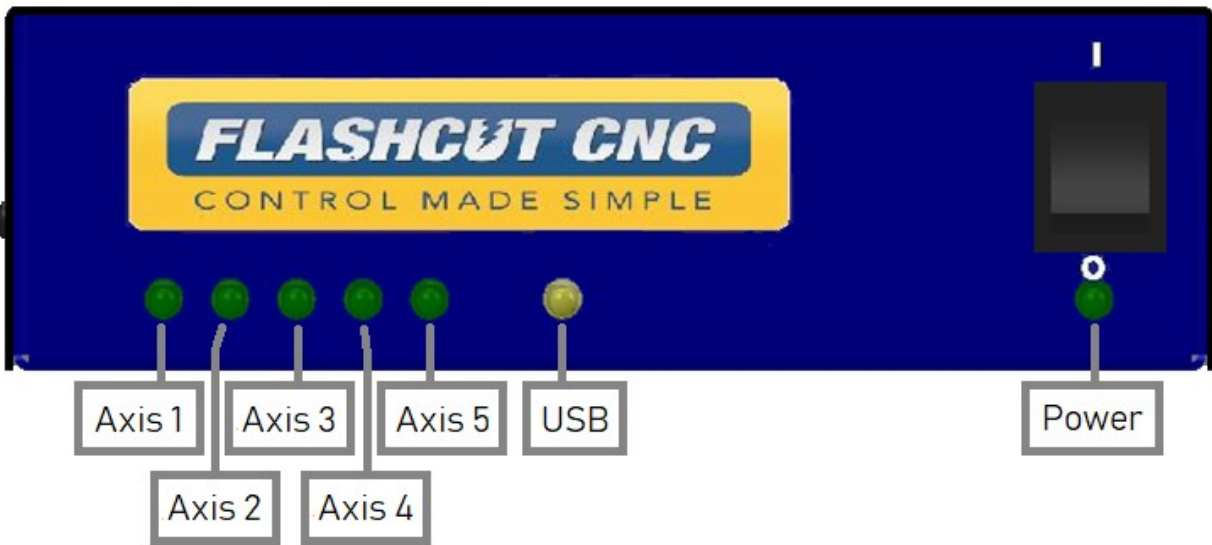 I
FLASHCUT CNC
CONTROL MADE SIMPLE
O
Axis 1
Axis 3
Axis 5
USB
Power
Axis 2
Axis 4